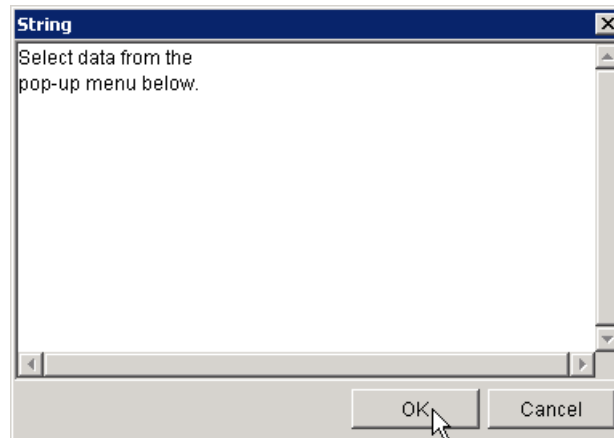 String
Select data from the
pop-up menu below.
OK
Cancel